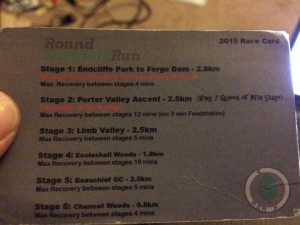 2015 Race Card
Round
Sheffield Run
Stage 1: Endcliffe Park to Forge Dam - 2.8km
Max. Recovery between stages 4 mins
Stage 2: Porter Valley Ascent - 2.5km (King / Queen of Mtn Stage)
Max Recovery between stages 12 mins (inc 3 min Feedstation)
Stage 3: Limb Valley - 2.5km
Max Recovery between stages 5 mins
Stage 4: Eccleshall Woods - 1.8km
Max Recovery between stages 10 mins
Stage 5: Beauchief GC - 2.5km
Max Recovery between stages 5 mins
Stage 6: Chancet Woods - 0.8km
Max Recovery between stages 4 mins